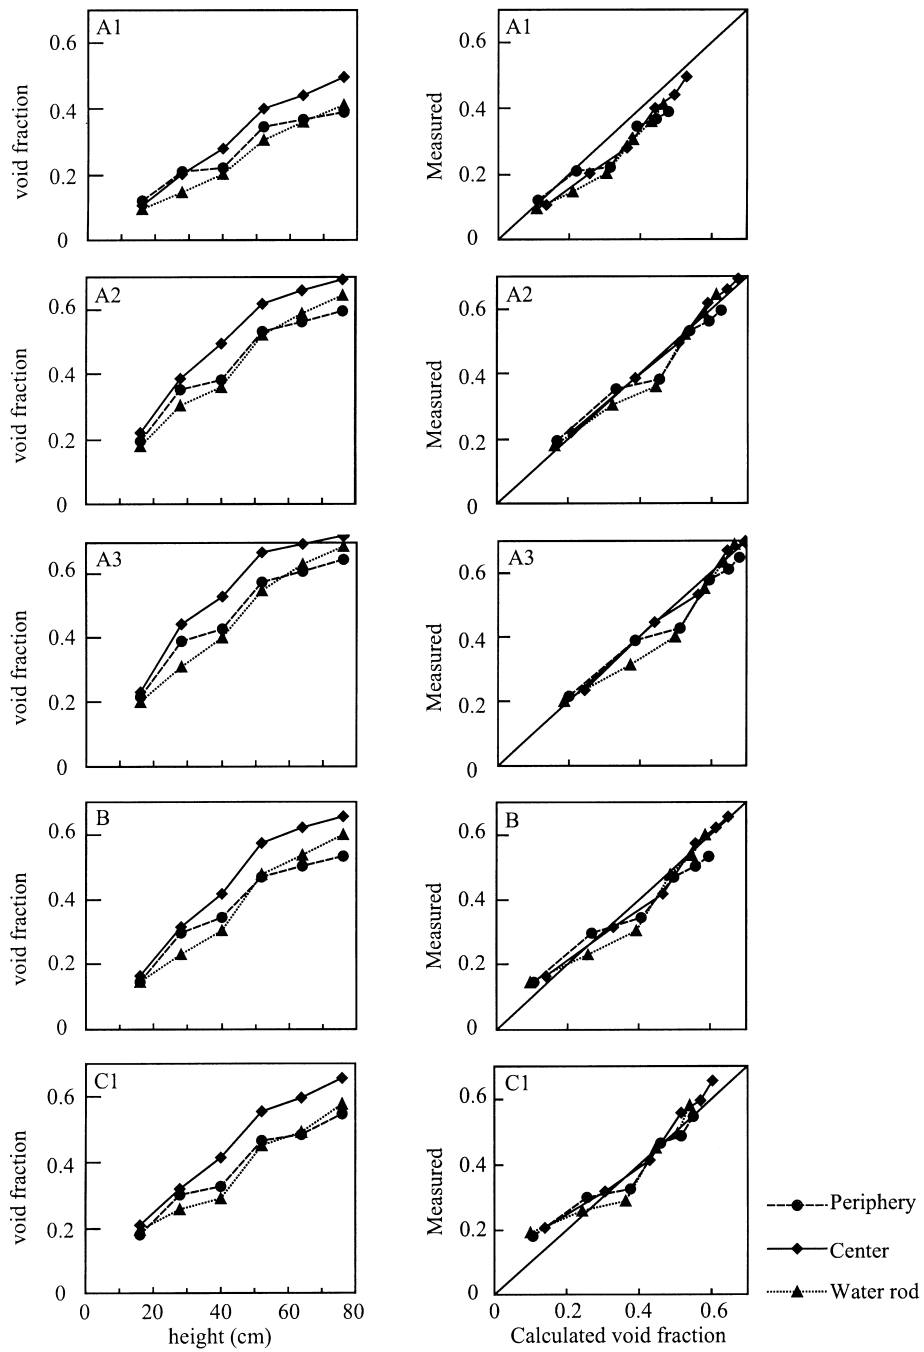 A1
0.6
0.4
0.2
0
void fraction
A1
0.6
0.4
0.2
0
Measured
A2
0.6
0.4
0.2
0
void fraction
A2
0.6
0.4
0.2
0
Measured
A3
0.6
0.4
0.2
0
void fraction
A3
0.6
0.4
0.2
0
Measured
B
0.6
0.4
0.2
0
void fraction
B
0.6
0.4
0.2
0
Measured
C1
0.6
0.4
0.2
0
void fraction
0 20 40 60 80
height (cm)
C1
0.6
0.4
0.2
0
Measured
0 0.2 0.4 0.6
Calculated void fraction
Periphery
Center
Water rod